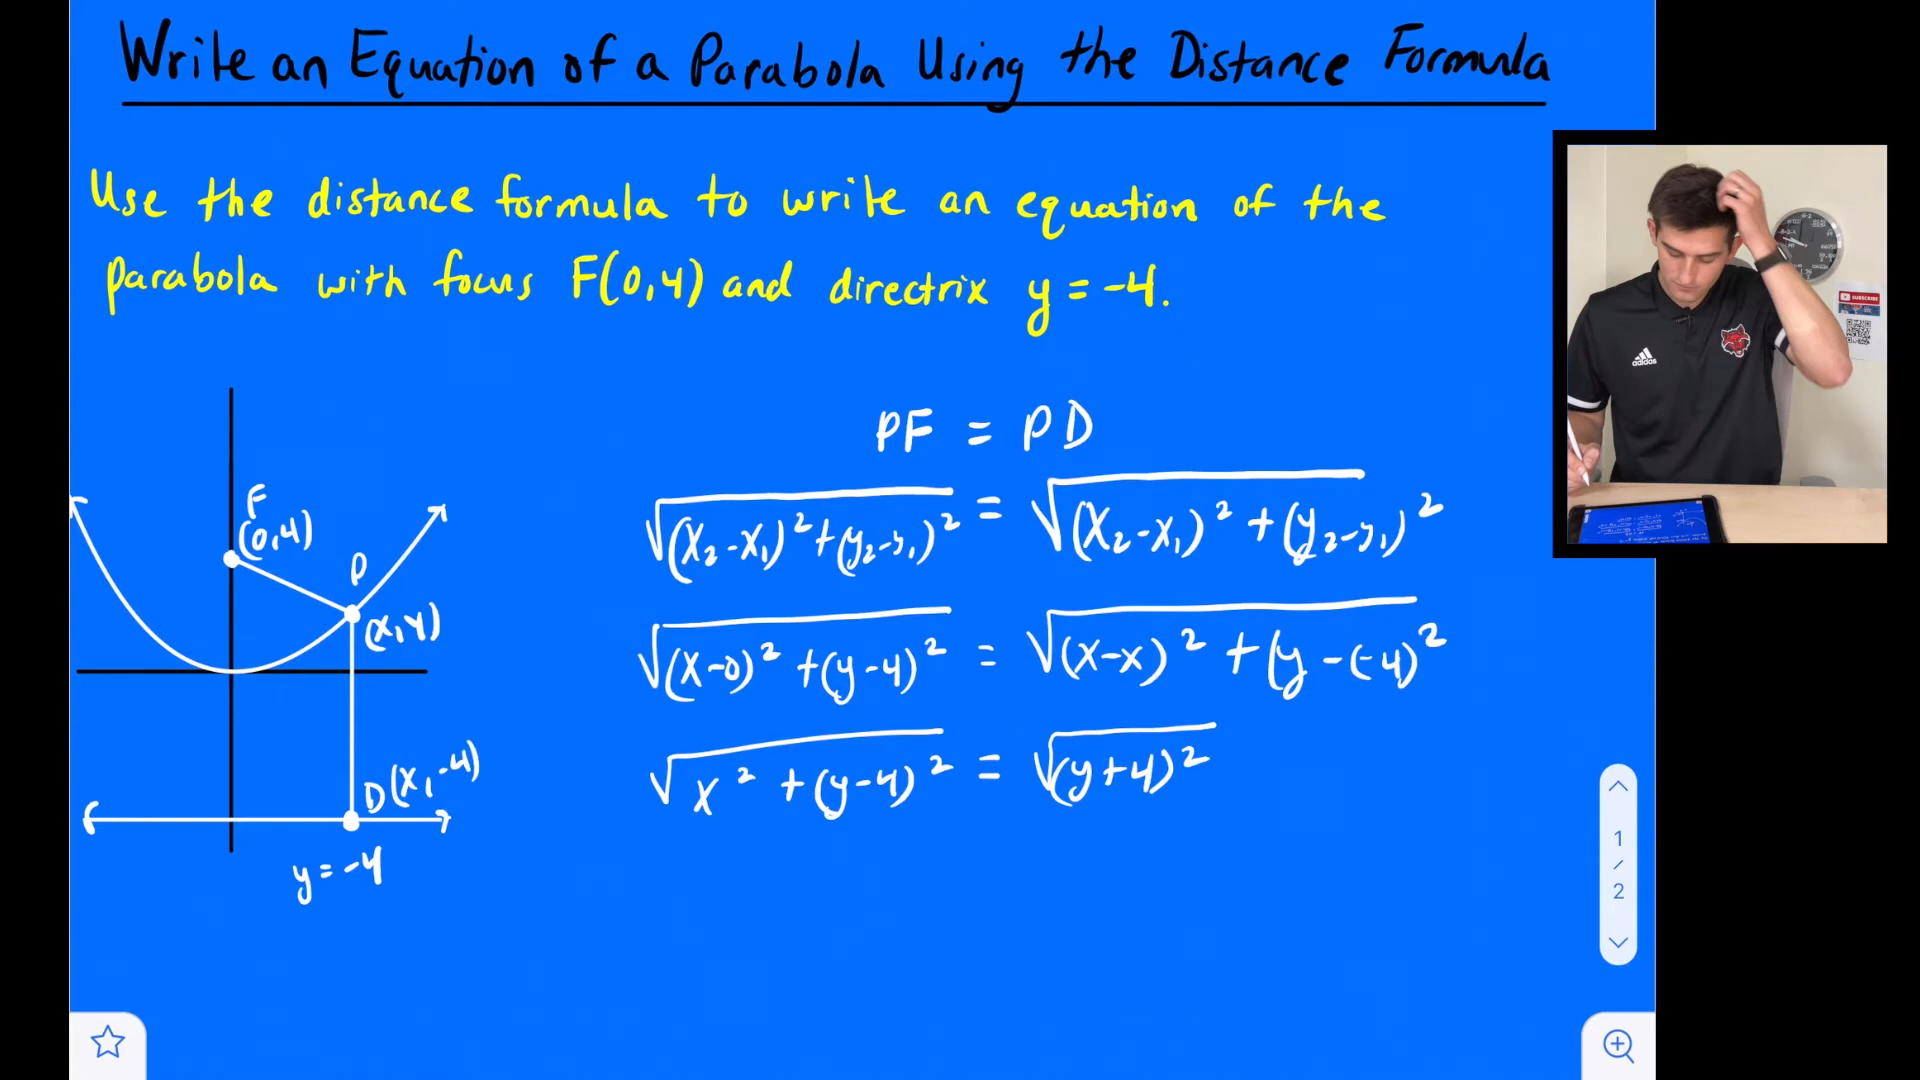 Write an Equation of a Parabola Using the Distance Formula
Use the distance formula to write an equation of the
parabola with focus F(0,4) and directrix y = -4.
PF = PD
√(x₂-x₁)²+(y₂-y₁)² = √(x₂-x₁)²+(y₂-y₁)²
√(x-0)²+(y-4)² = √(x-x)²+(y-(-4)²
√x²+(y-4)² = √(y+4)²
F
(0,4)
P
(x,y)
D(x,-4)
y = -4
adidas
SUBSCRIBE
1
/
2